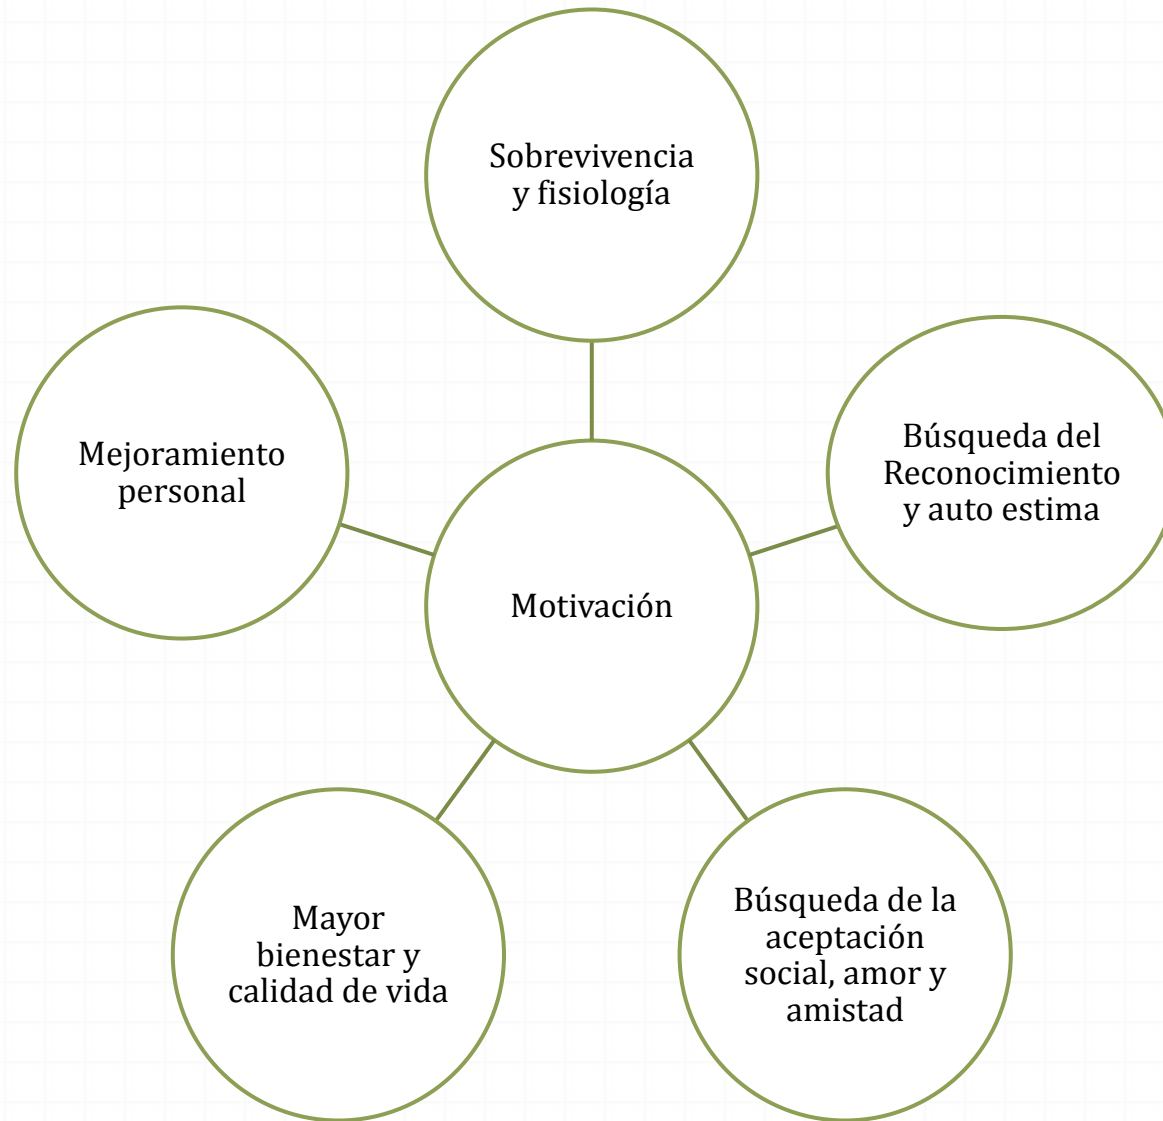 Sobrevivencia
y fisiología
Búsqueda del
Reconocimiento
y auto estima
Búsqueda de la
aceptación
social, amor y
amistad
Mayor
bienestar y
calidad de vida
Mejoramiento
personal
Motivación